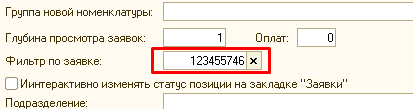 Группа новой номенклатуры:
Глубина просмотра заявок: 1 Оплат: 0
Фильтр по заявке: 123455746 ×
Иинтерактивно изменять статус позиции на закладке "Заявки"
Подразделение: